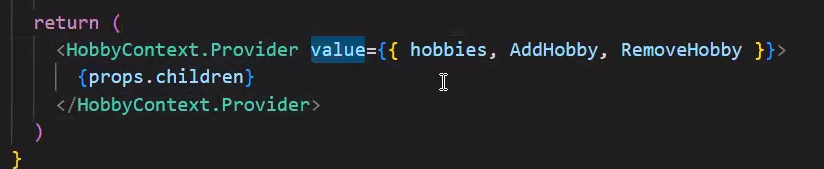 return (
<HobbyContext.Provider value={{ hobbies, AddHobby, RemoveHobby }}>
{props.children}
</HobbyContext.Provider>
)
}